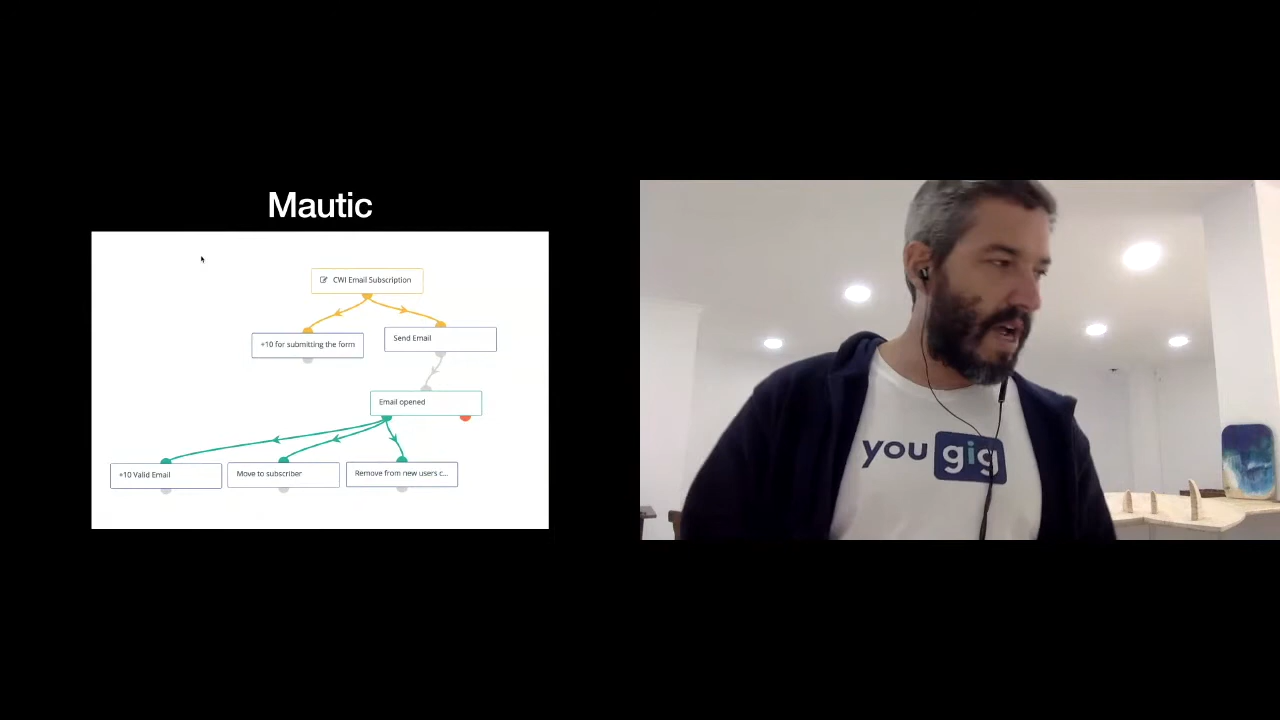 Mautic
CWI Email Subscription
+10 for submitting the form
Send Email
Email opened
+10 Valid Email
Move to subscriber
Remove from new users c...
you gig